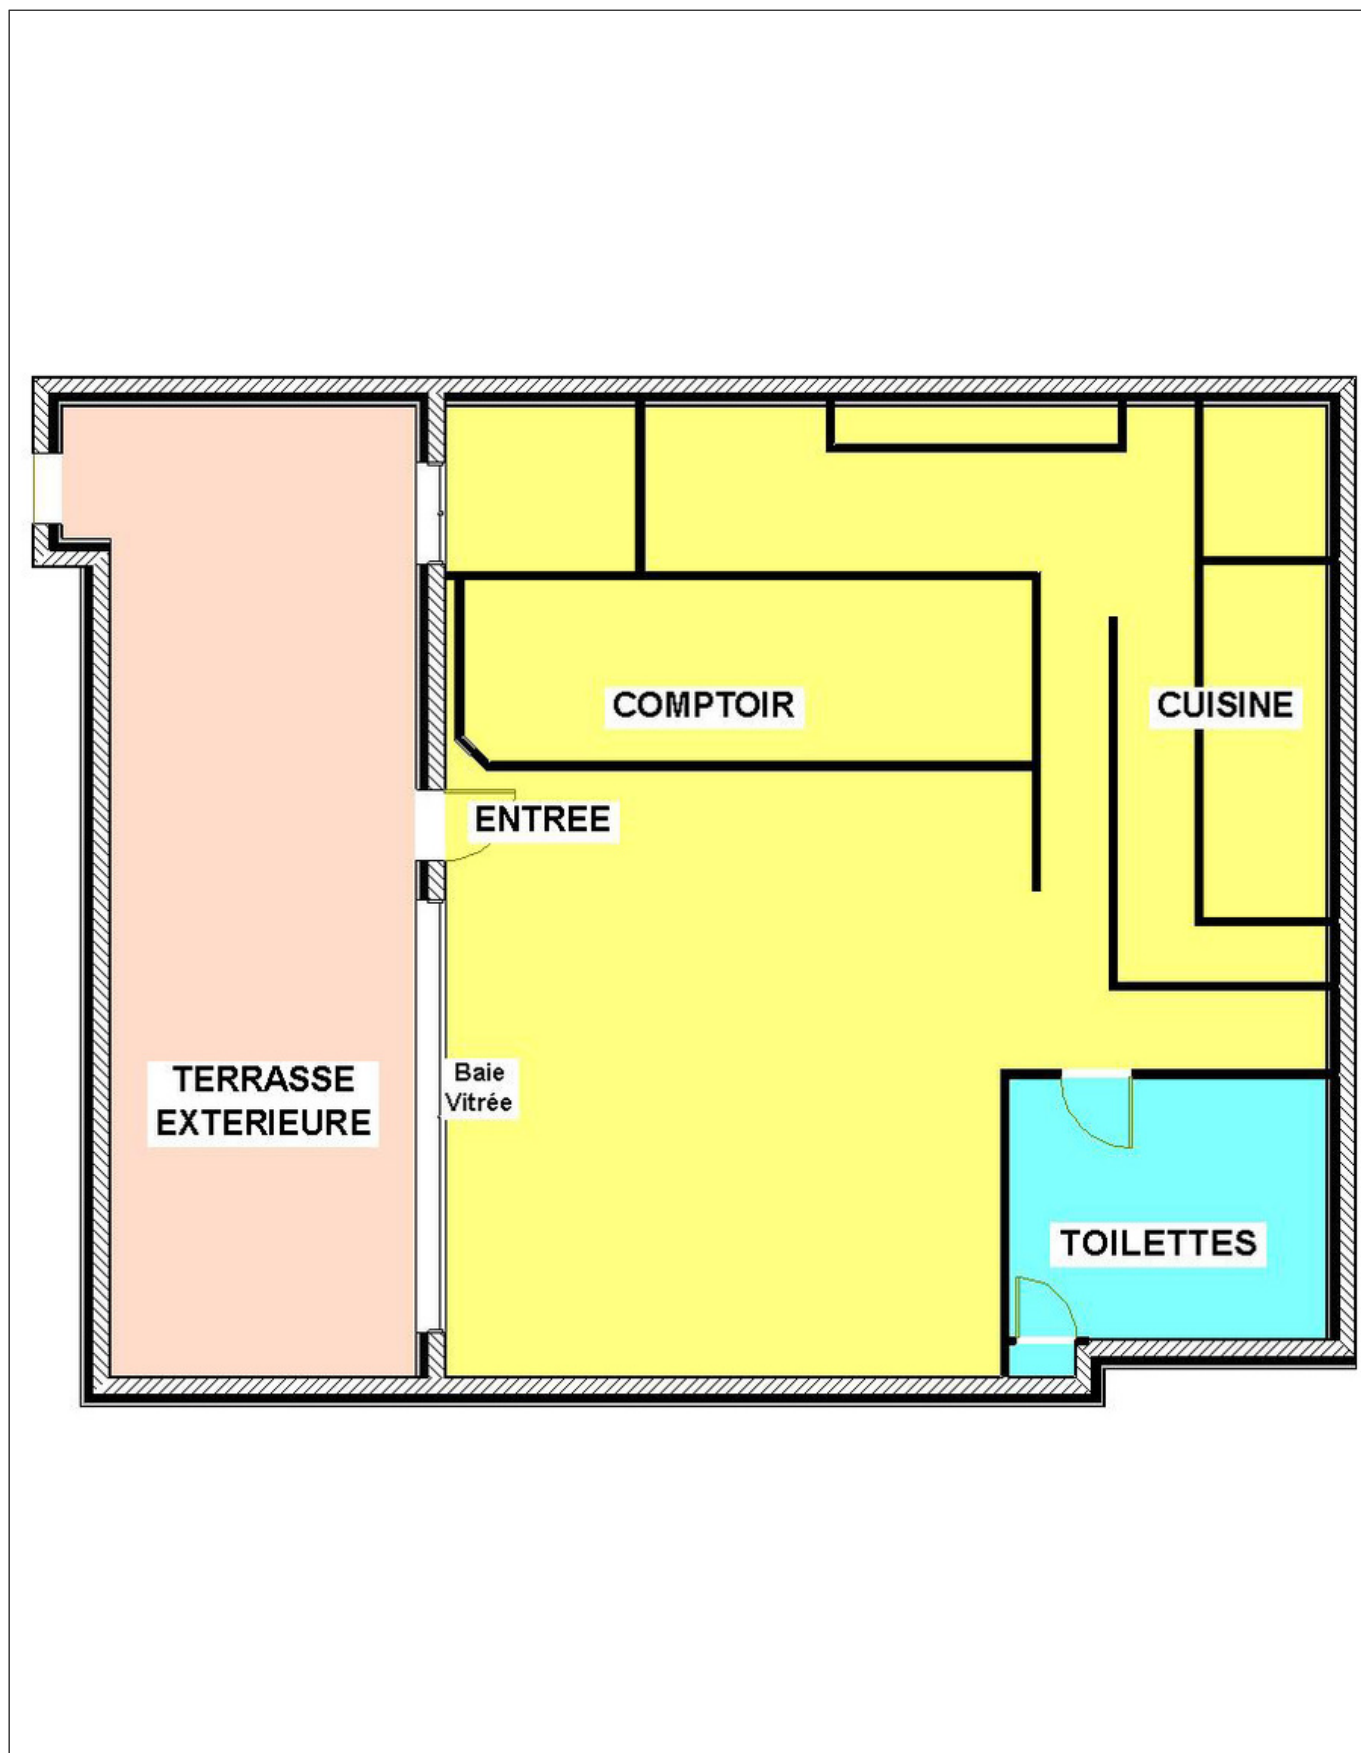 COMPTOIR
CUISINE
ENTREE
TERRASSE
EXTERIEURE
Baie
Vitrée
TOILETTES